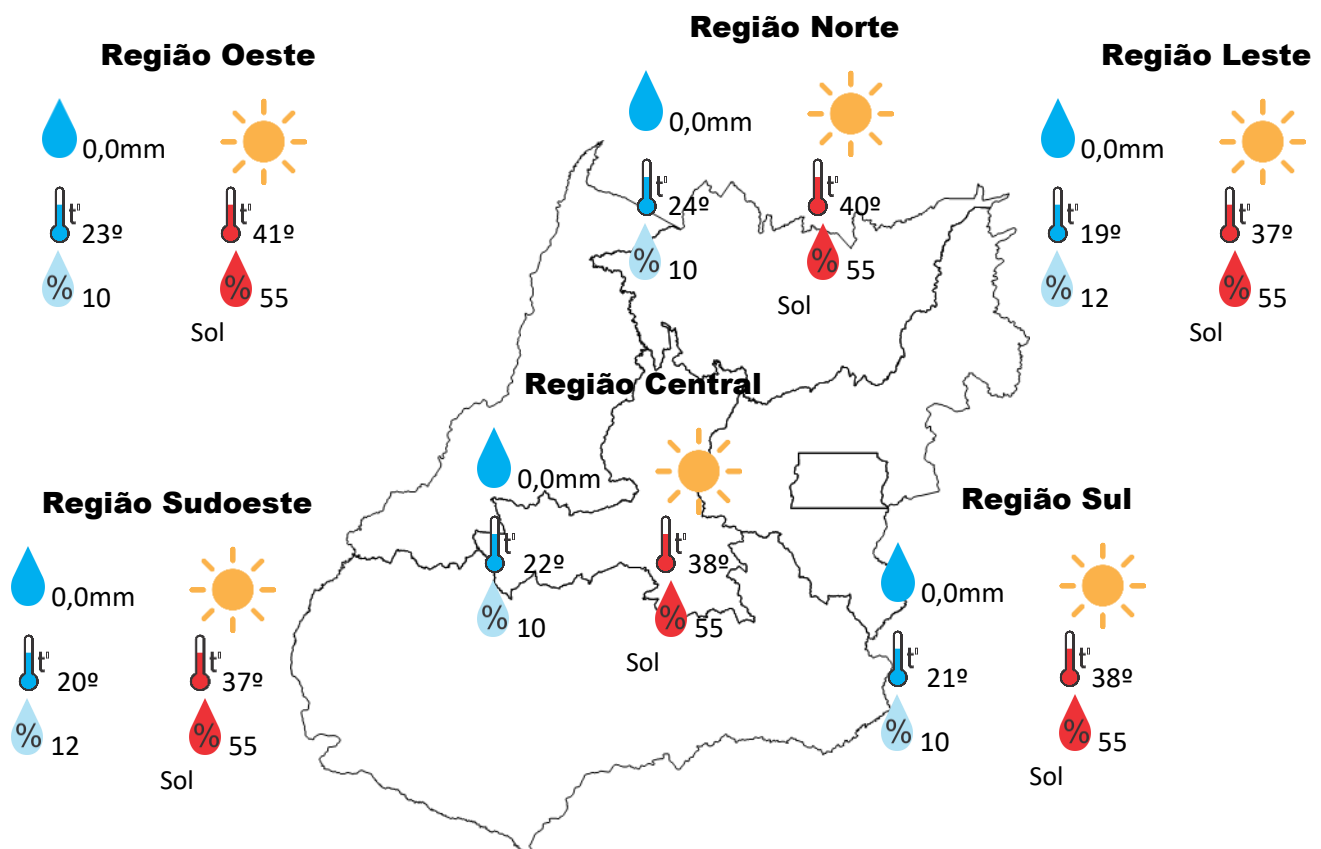 Região Oeste
0,0mm
t°
23º
t°
41º
% 10
% 55
Sol
Região Norte
0,0mm
t°
24º
t°
40º
% 10
% 55
Sol
Região Leste
0,0mm
t°
19º
t°
37º
% 12
% 55
Sol
Região Central
0,0mm
t°
22º
t°
38º
% 10
% 55
Sol
Região Sudoeste
0,0mm
t°
20º
t°
37º
% 12
% 55
Sol
Região Sul
0,0mm
t°
21º
t°
38º
% 10
% 55
Sol